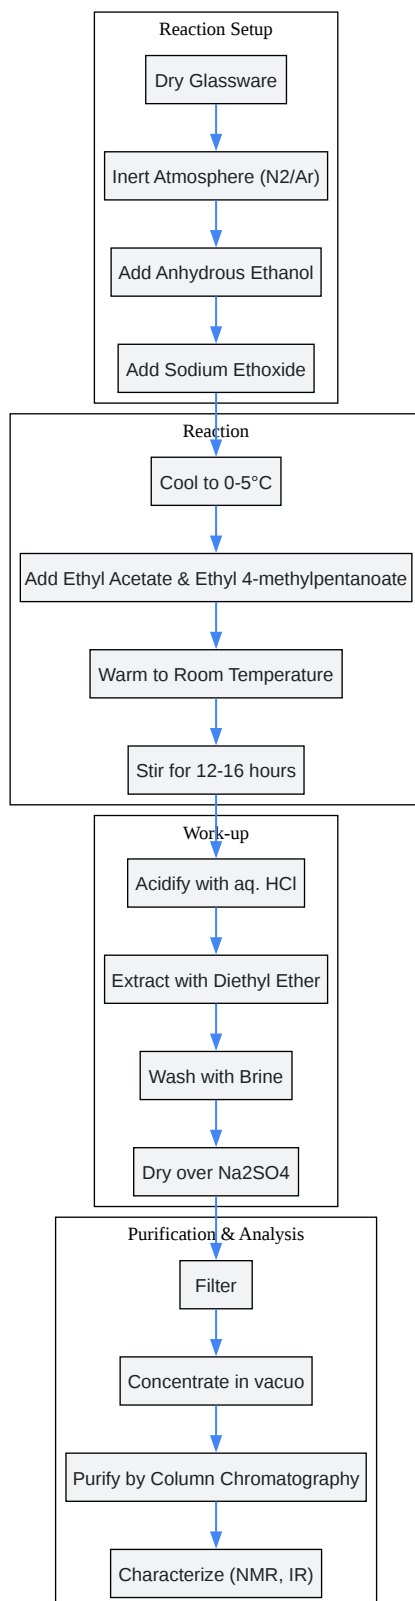 Reaction Setup
Dry Glassware
Inert Atmosphere (N2/Ar)
Add Anhydrous Ethanol
Add Sodium Ethoxide
Reaction
Cool to 0-5°C
Add Ethyl Acetate & Ethyl 4-methylpentanoate
Warm to Room Temperature
Stir for 12-16 hours
Work-up
Acidify with aq. HCl
Extract with Diethyl Ether
Wash with Brine
Dry over Na2SO4
Purification & Analysis
Filter
Concentrate in vacuo
Purify by Column Chromatography
Characterize (NMR, IR)